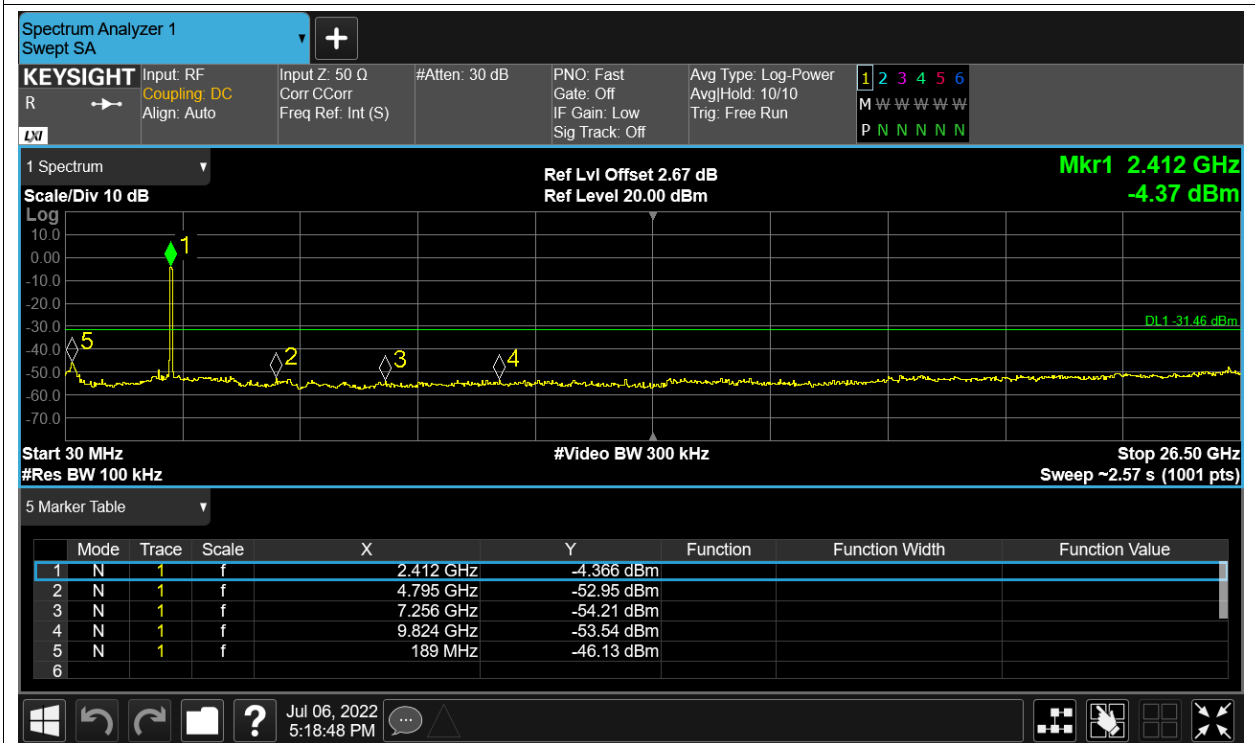 Spectrum Analyzer 1
Swept SA
+
KEYSIGHT Input: RF Input Z: 50 Ω #Atten: 30 dB PNO: Fast Avg Type: Log-Power 1 2 3 4 5 6
R Coupling: DC Corr CCorr Gate: Off Avg|Hold: 10/10 M W W W W W
Align: Auto Freq Ref: Int (S) IF Gain: Low Trig: Free Run
LXI Sig Track: Off P N N N N N
1 Spectrum Ref Lvl Offset 2.67 dB Mkr1 2.412 GHz
Scale/Div 10 dB Ref Level 20.00 dBm -4.37 dBm
Log
10.0 1
0.00
-10.0
-20.0
-30.0 DL1 -31.46 dBm
-40.0 5 2 3 4
-50.0
-60.0
-70.0
Start 30 MHz #Video BW 300 kHz Stop 26.50 GHz
#Res BW 100 kHz Sweep ~2.57 s (1001 pts)
5 Marker Table
Mode Trace Scale X Y Function Function Width Function Value
1 N 1 f 2.412 GHz -4.366 dBm
2 N 1 f 4.795 GHz -52.95 dBm
3 N 1 f 7.256 GHz -54.21 dBm
4 N 1 f 9.824 GHz -53.54 dBm
5 N 1 f 189 MHz -46.13 dBm
6
? Jul 06, 2022
5:18:48 PM